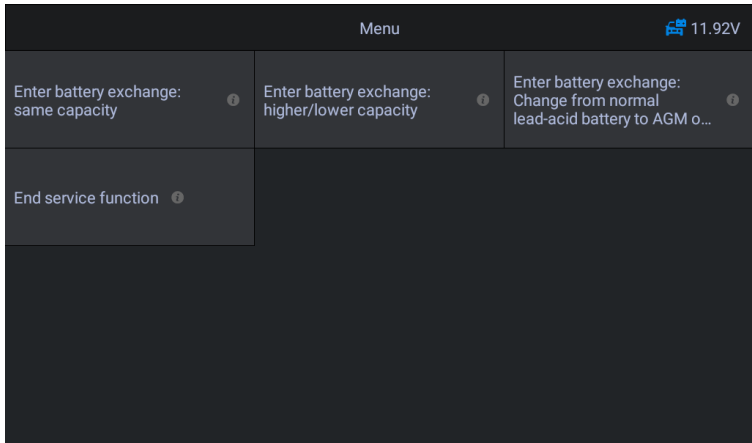 Menu
11.92V
Enter battery exchange:
same capacity
Enter battery exchange:
higher/lower capacity
Enter battery exchange:
Change from normal
lead-acid battery to AGM o...
End service function